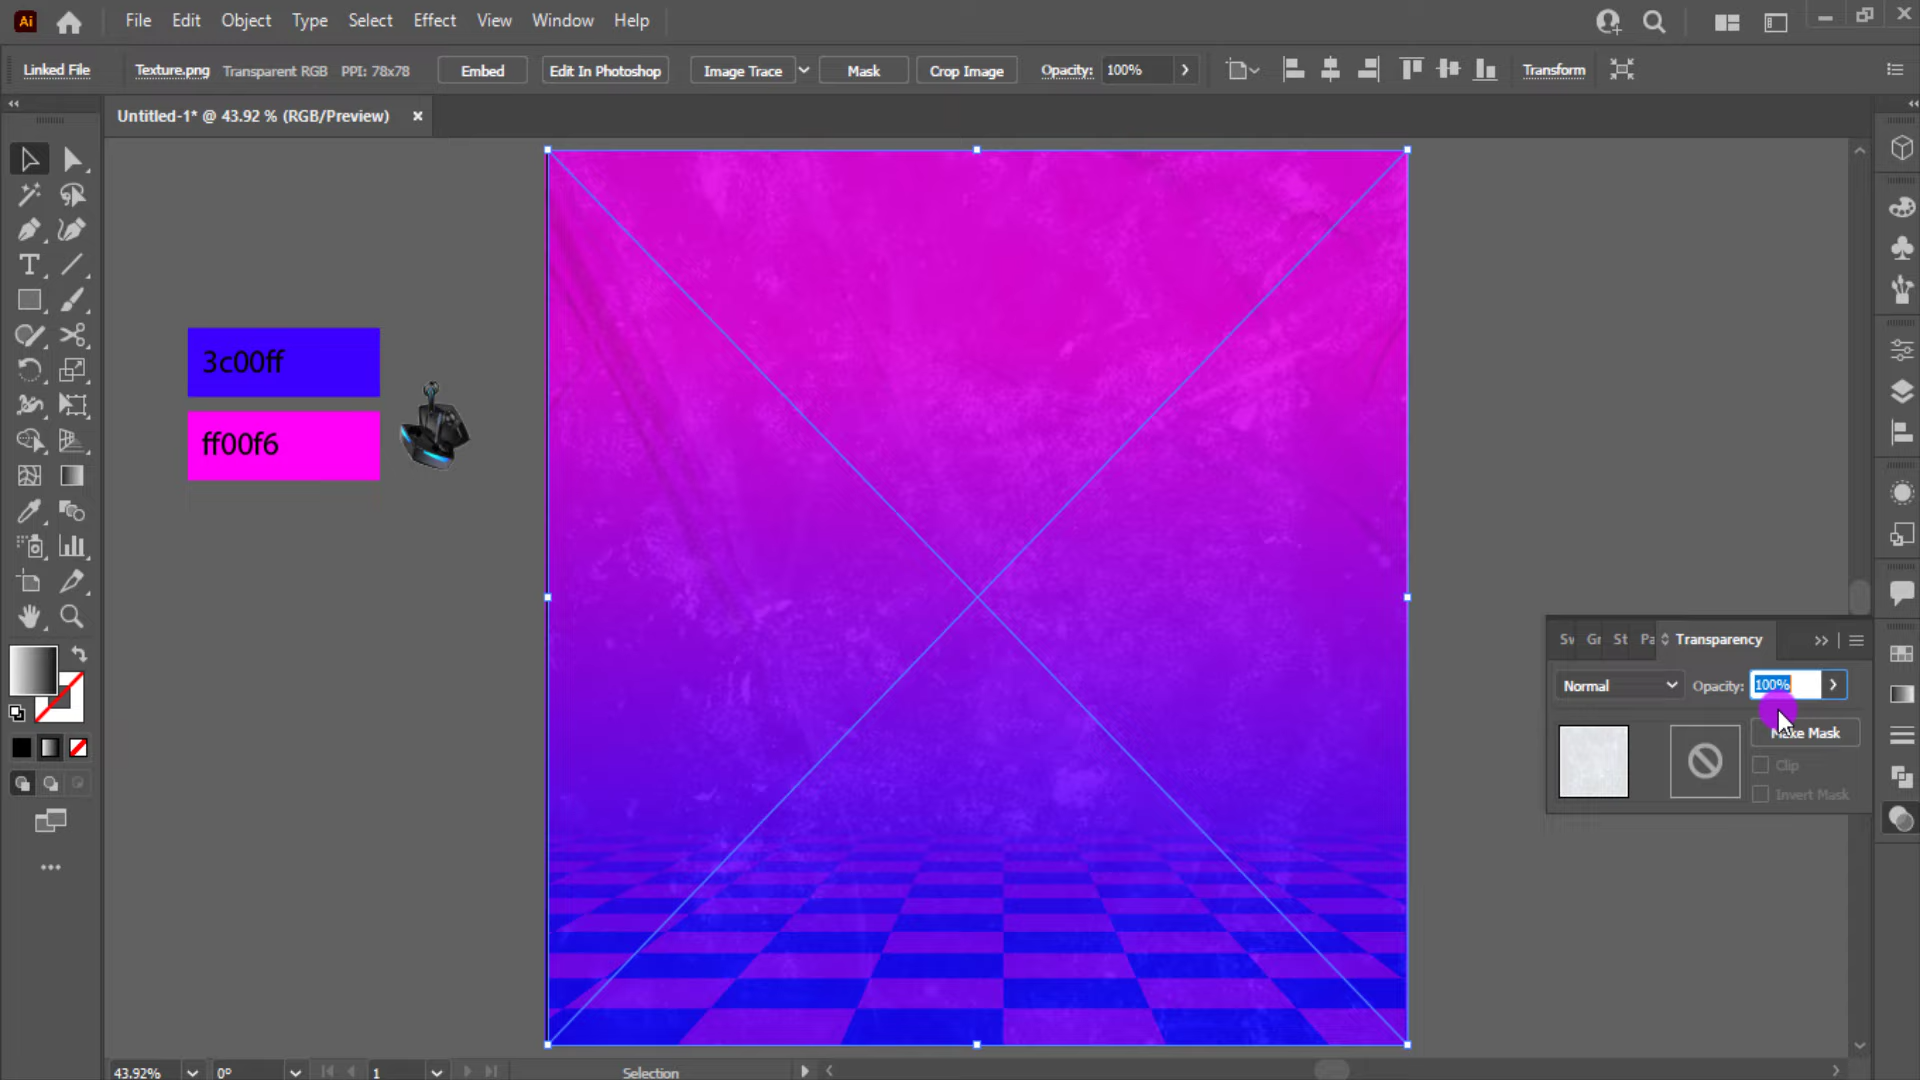 Ai File Edit Object Type Select Effect View Window Help
Linked File Texture.png Transparent RGB PPI: 78x78 Embed Edit In Photoshop Image Trace Mask Crop Image Opacity: 100% Transform
Untitled-1* @ 43.92 % (RGB/Preview)
3c00ff
ff00f6
Sw Gr St Pa Transparency
Normal Opacity: 100%
Make Mask
Clip
Invert Mask
43.92% 0° 1 Selection